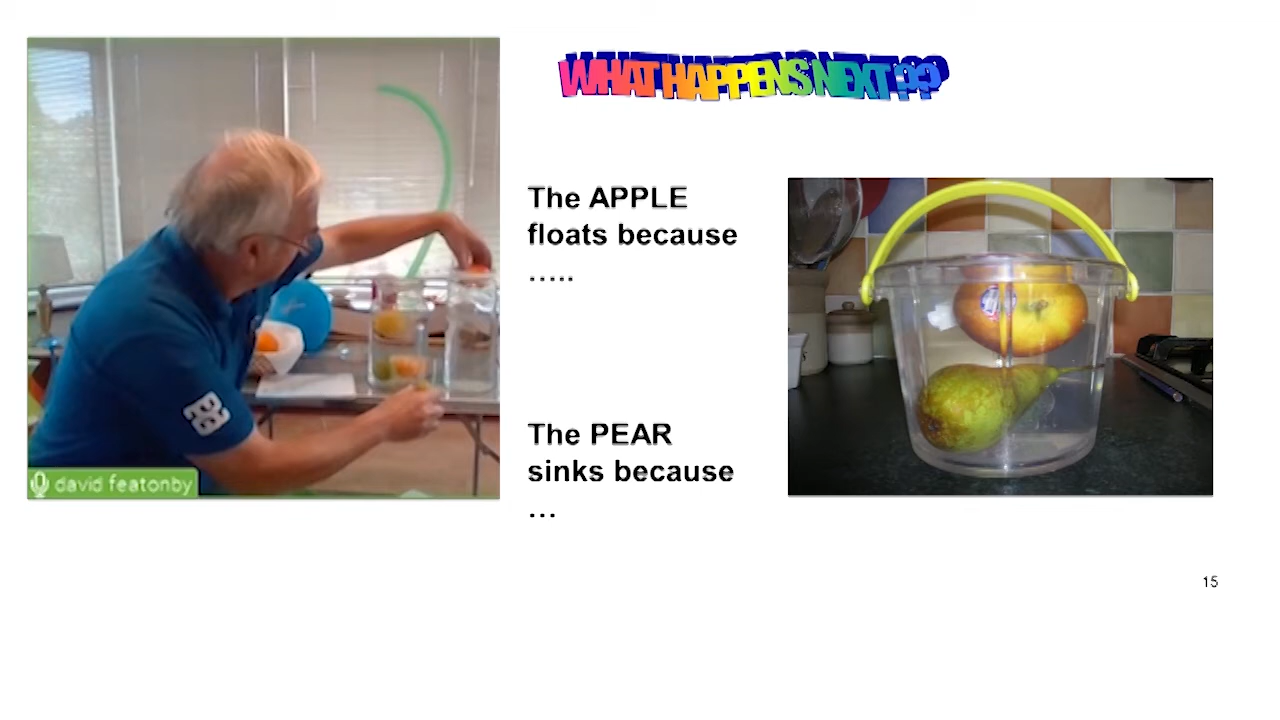 WHAT HAPPENS NEXT ??
The APPLE
floats because
.....
The PEAR
sinks because
...
david featonby
15